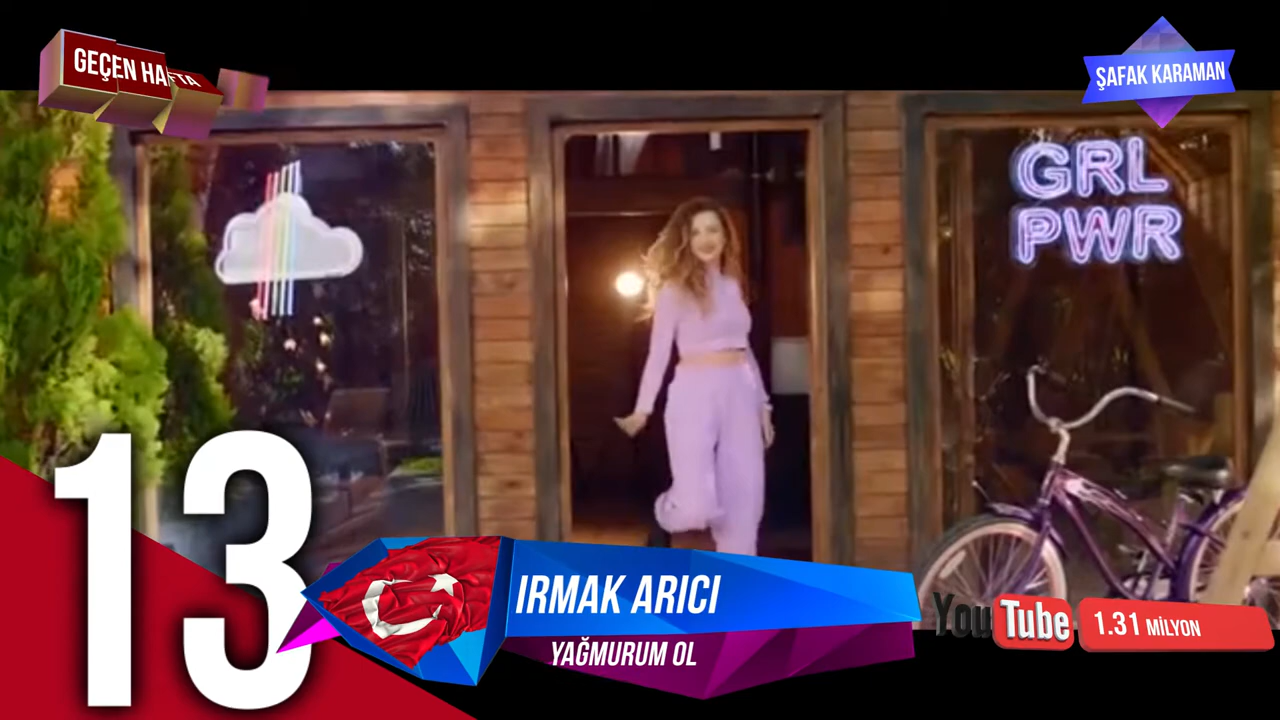 GEÇEN HAFTA
ŞAFAK KARAMAN
GRL
PWR
13
IRMAK ARICI
YAĞMURUM OL
YouTube
1.31 MİLYON